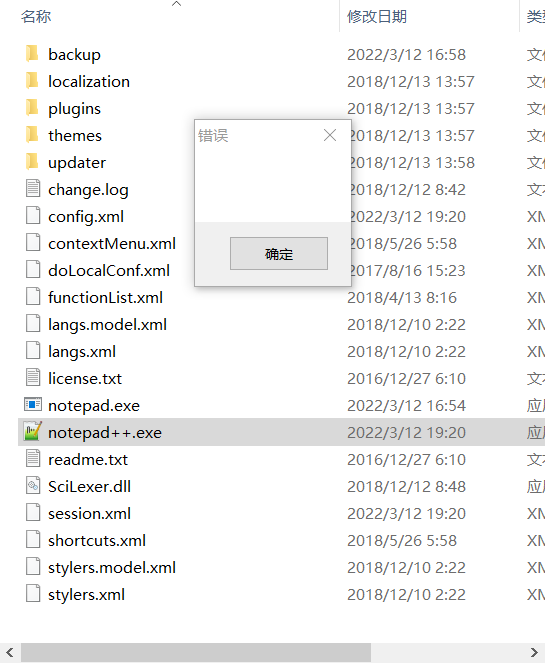 名称 修改日期 类
backup 2022/3/12 16:58 文
localization 2018/12/13 13:57 文
plugins 2018/12/13 13:57 文
themes 2018/12/13 13:57 文
updater 2018/12/13 13:58 文
change.log 2018/12/12 8:42 文
config.xml 2022/3/12 19:20 XM
contextMenu.xml 2018/5/26 5:58 XM
doLocalConf.xml 2017/8/16 15:23 XM
functionList.xml 2018/4/13 8:16 XM
langs.model.xml 2018/12/10 2:22 XM
langs.xml 2018/12/10 2:22 XM
license.txt 2016/12/27 6:10 文
notepad.exe 2022/3/12 16:54 应
notepad++.exe 2022/3/12 19:20 应
readme.txt 2016/12/27 6:10 文
SciLexer.dll 2018/12/12 8:48 应
session.xml 2022/3/12 19:20 XM
shortcuts.xml 2018/5/26 5:58 XM
stylers.model.xml 2018/12/10 2:22 XM
stylers.xml 2018/12/10 2:22 XM
错误
确定